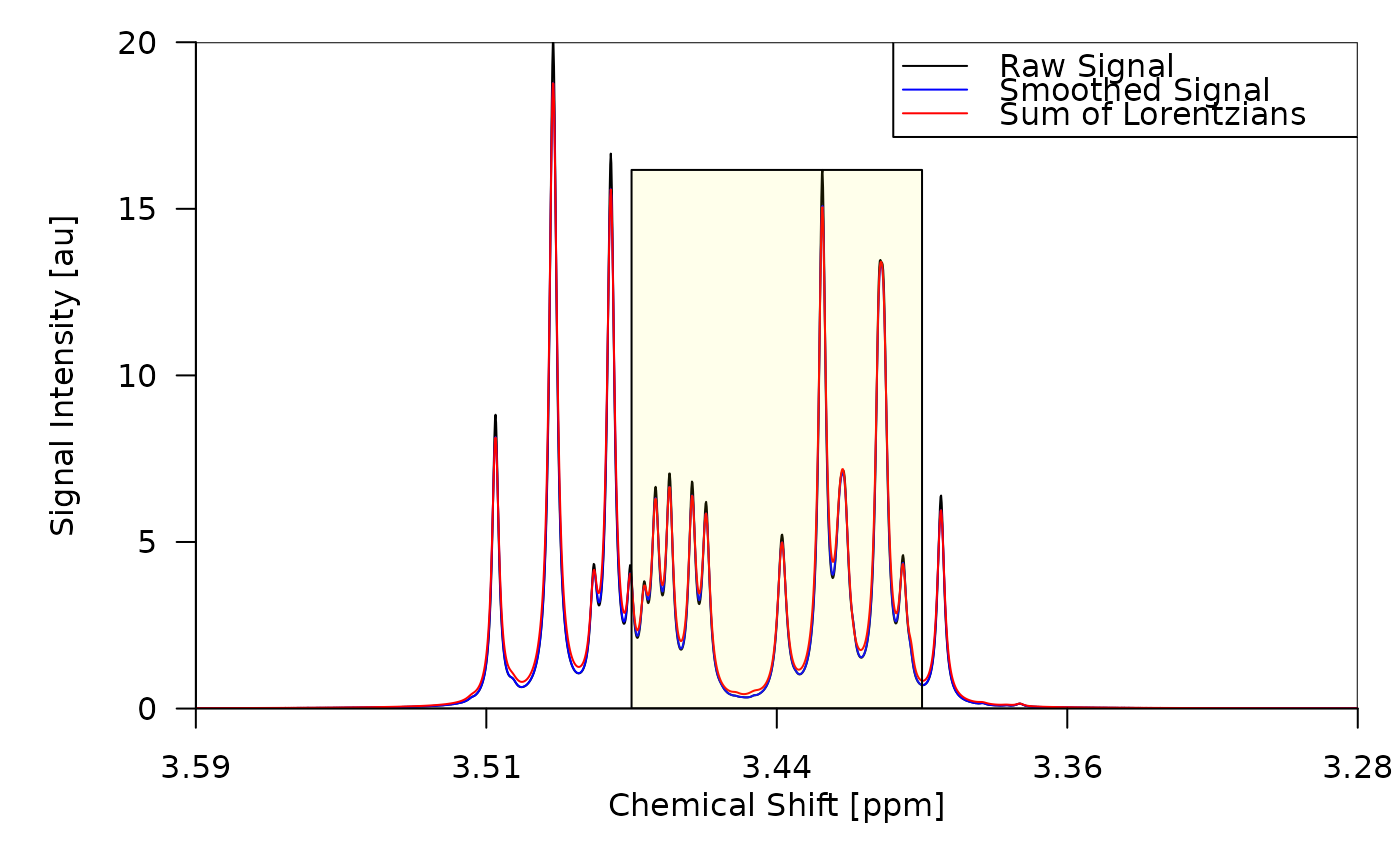 20
15
10
5
0
Signal Intensity [au]
Raw Signal
Smoothed Signal
Sum of Lorentzians
3.59
3.51
3.44
3.36
3.28
Chemical Shift [ppm]